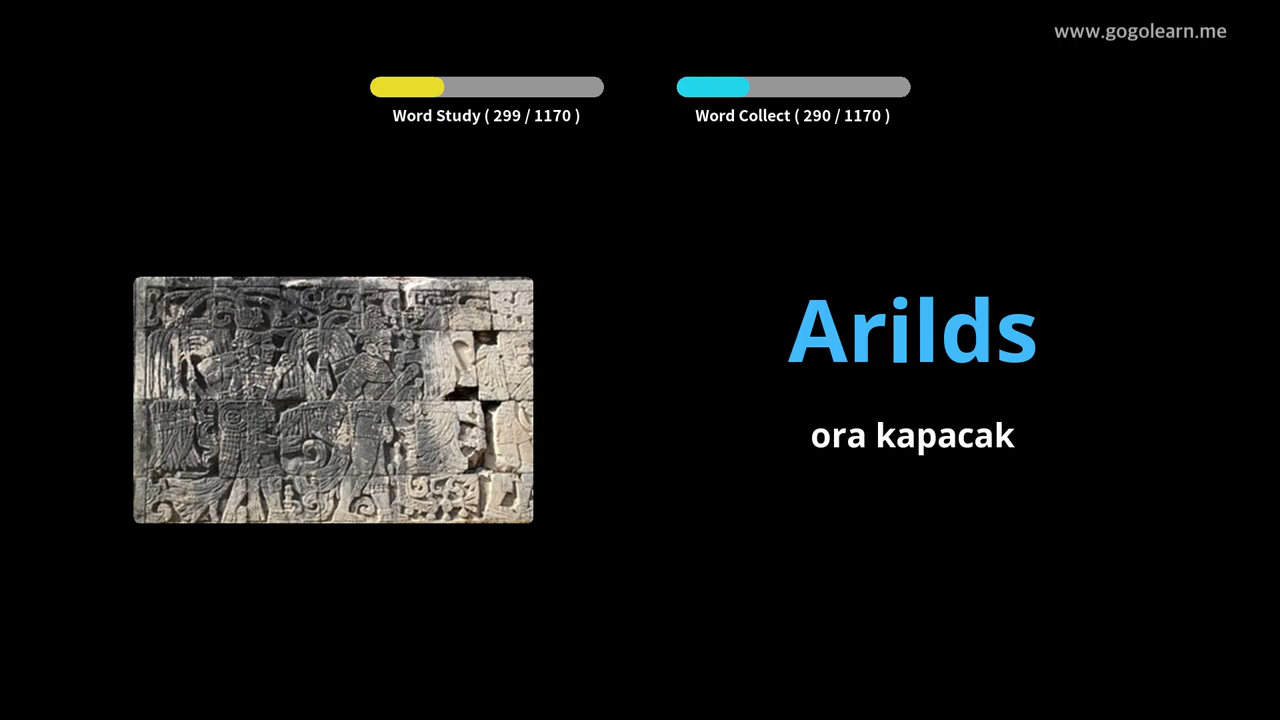 www.gogolearn.me
Word Study ( 299 / 1170 )
Word Collect ( 290 / 1170 )
Arilds
ora kapacak